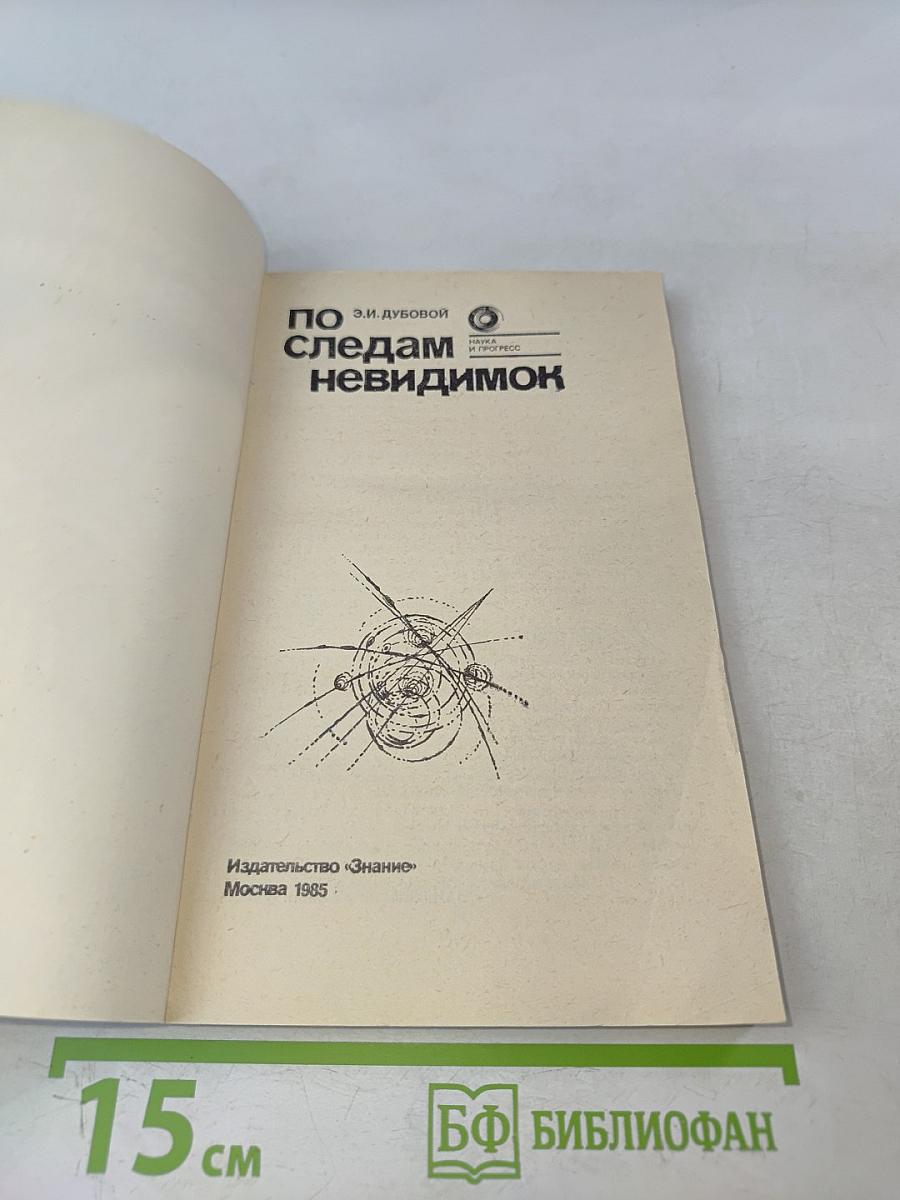 ПО Э.И. ДУБОВОЙ
следам
невидимок
НАУКА
И ПРОГРЕСС
Издательство «Знание»
Москва 1985
15 см
БФ БИБЛИОФАН